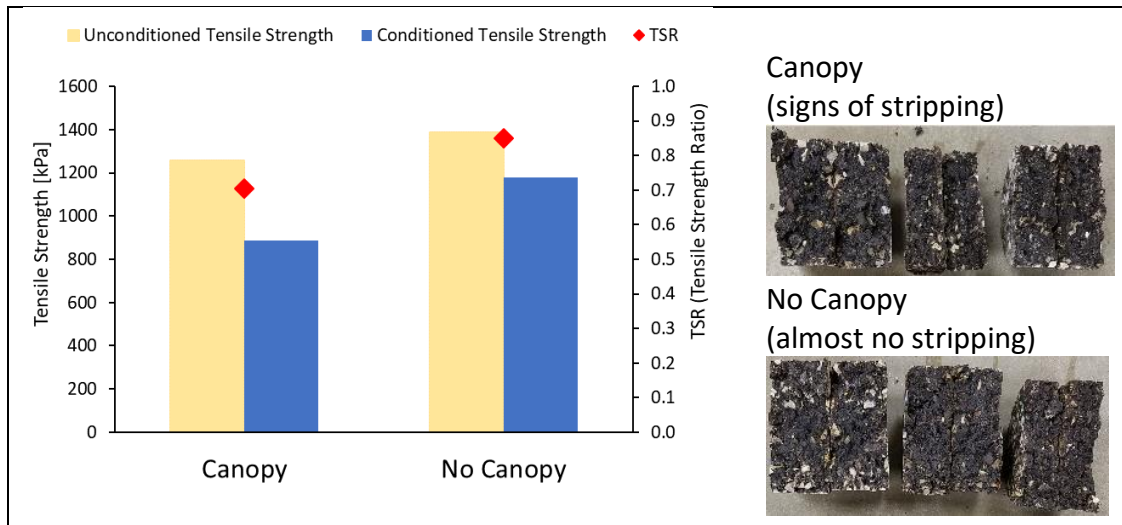 Unconditioned Tensile Strength Conditioned Tensile Strength TSR
Tensile Strength [kPa]
1600
1400
1200
1000
800
600
400
200
0
1.0
0.9
0.8
0.7
0.6
0.5
0.4
0.3
0.2
0.1
0.0
TSR (Tensile Strength Ratio)
Canopy No Canopy
Canopy
(signs of stripping)
No Canopy
(almost no stripping)